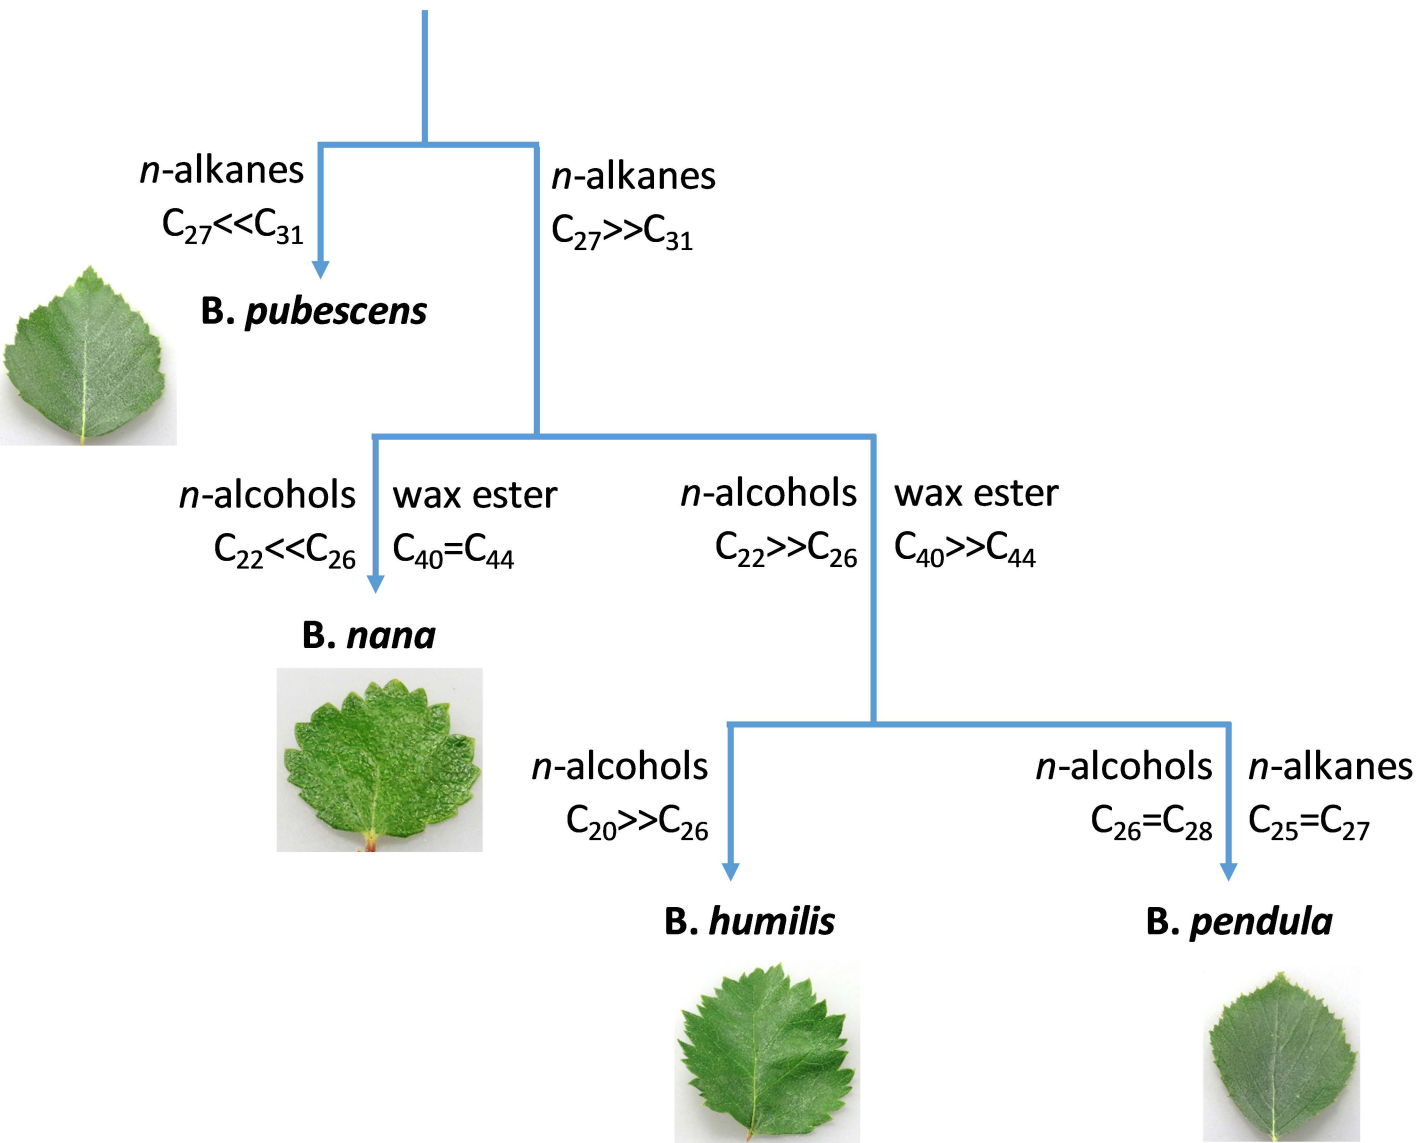 n-alkanes
C27<<C31
n-alkanes
C27>>C31
B. pubescens
n-alcohols
C22<<C26
wax ester
C40=C44
n-alcohols
C22>>C26
wax ester
C40>>C44
B. nana
n-alcohols
C20>>C26
n-alcohols
C26=C28
n-alkanes
C25=C27
B. humilis
B. pendula